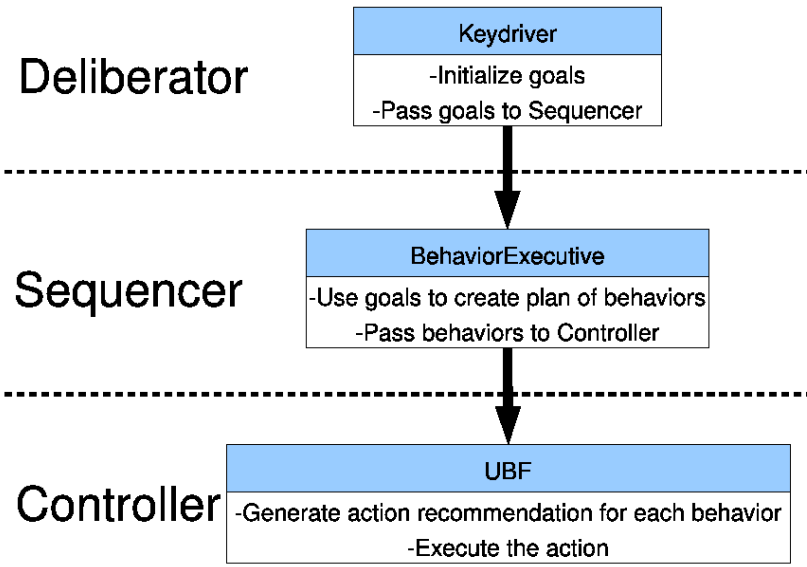 Deliberator
Keydriver
-Initialize goals
-Pass goals to Sequencer
Sequencer
BehaviorExecutive
-Use goals to create plan of behaviors
-Pass behaviors to Controller
Controller
UBF
-Generate action recommendation for each behavior
-Execute the action